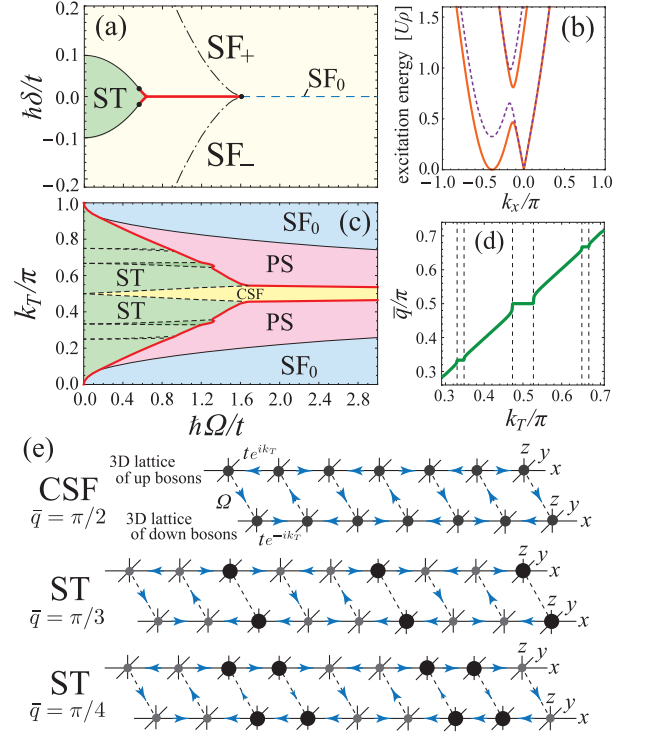 (a)
ħδ/t
0.2
0.1
0.0
−0.1
−0.2
ST
SF₊
SF₀
SF₋
(b)
excitation energy [Uρ]
1.5
1.0
0.5
0.0
−1.0 −0.5 0.0 0.5 1.0
kₓ/π
(c)
k_T/π
1.0
0.8
0.6
0.4
0.2
0.0
SF₀
PS
ST
CSF
ST
PS
SF₀
0.0 0.4 0.8 1.2 1.6 2.0 2.4 2.8
ħΩ/t
(d)
q̄/π
0.7
0.6
0.5
0.4
0.3
0.3 0.4 0.5 0.6 0.7
k_T/π
(e)
CSF
q̄ = π/2
3D lattice
of up bosons
te^{ik_T}
z y x
Ω
3D lattice
of down bosons
te^{−ik_T}
z y x
ST
q̄ = π/3
z y x
z y x
ST
q̄ = π/4
z y x
z y x